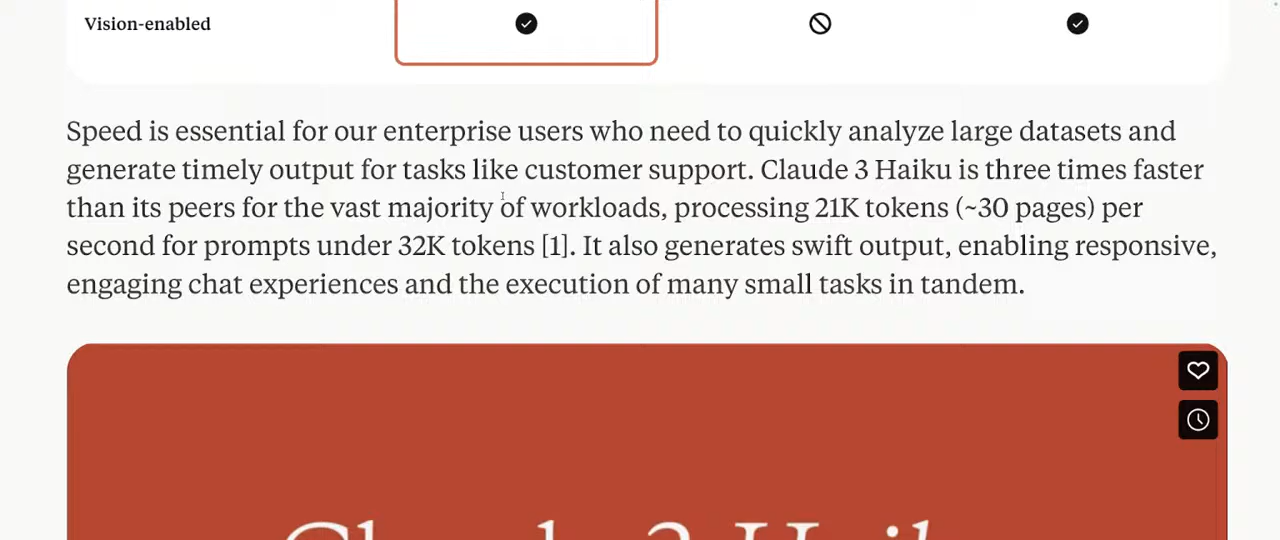 Vision-enabled
Speed is essential for our enterprise users who need to quickly analyze large datasets and
generate timely output for tasks like customer support. Claude 3 Haiku is three times faster
than its peers for the vast majority of workloads, processing 21K tokens (~30 pages) per
second for prompts under 32K tokens [1]. It also generates swift output, enabling responsive,
engaging chat experiences and the execution of many small tasks in tandem.
Claude 3 Haiku